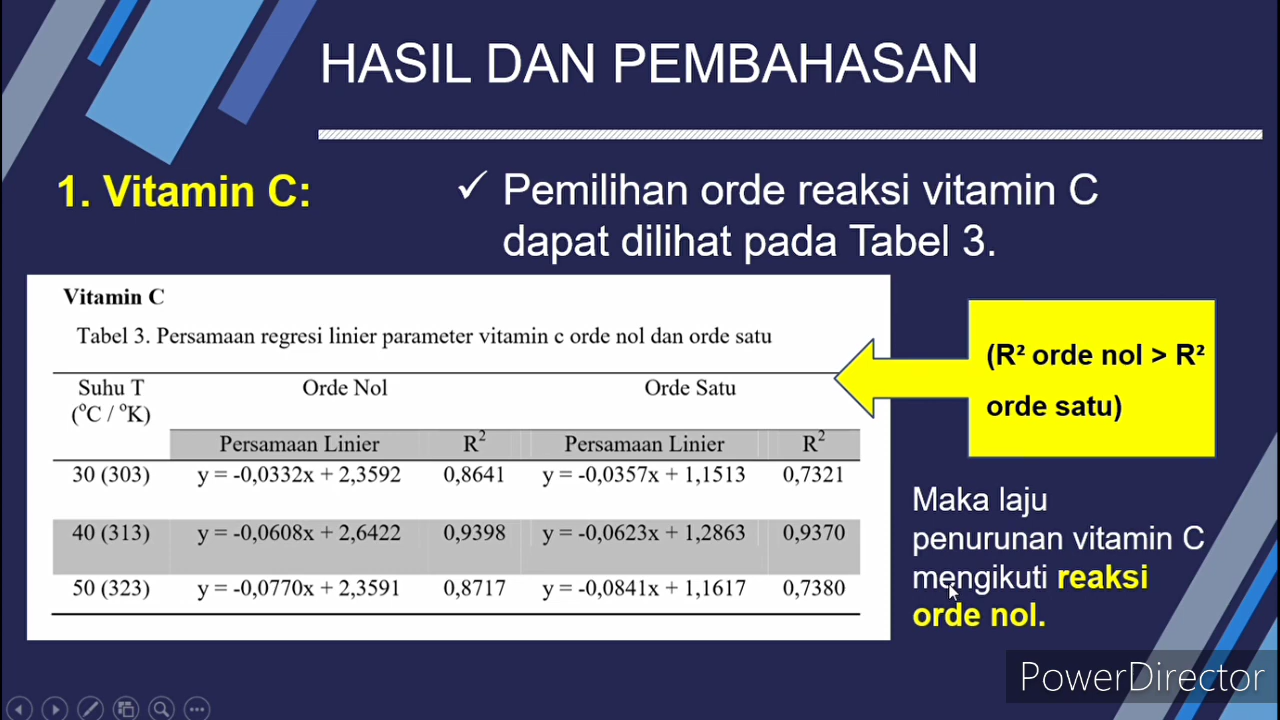 HASIL DAN PEMBAHASAN
1. Vitamin C:
✓ Pemilihan orde reaksi vitamin C
dapat dilihat pada Tabel 3.
Vitamin C
Tabel 3. Persamaan regresi linier parameter vitamin c orde nol dan orde satu
Suhu T Orde Nol Orde Satu
(°C / °K)
Persamaan Linier R² Persamaan Linier R²
30 (303) y = -0,0332x + 2,3592 0,8641 y = -0,0357x + 1,1513 0,7321
40 (313) y = -0,0608x + 2,6422 0,9398 y = -0,0623x + 1,2863 0,9370
50 (323) y = -0,0770x + 2,3591 0,8717 y = -0,0841x + 1,1617 0,7380
(R² orde nol > R²
orde satu)
Maka laju
penurunan vitamin C
mengikuti reaksi
orde nol.
PowerDirector